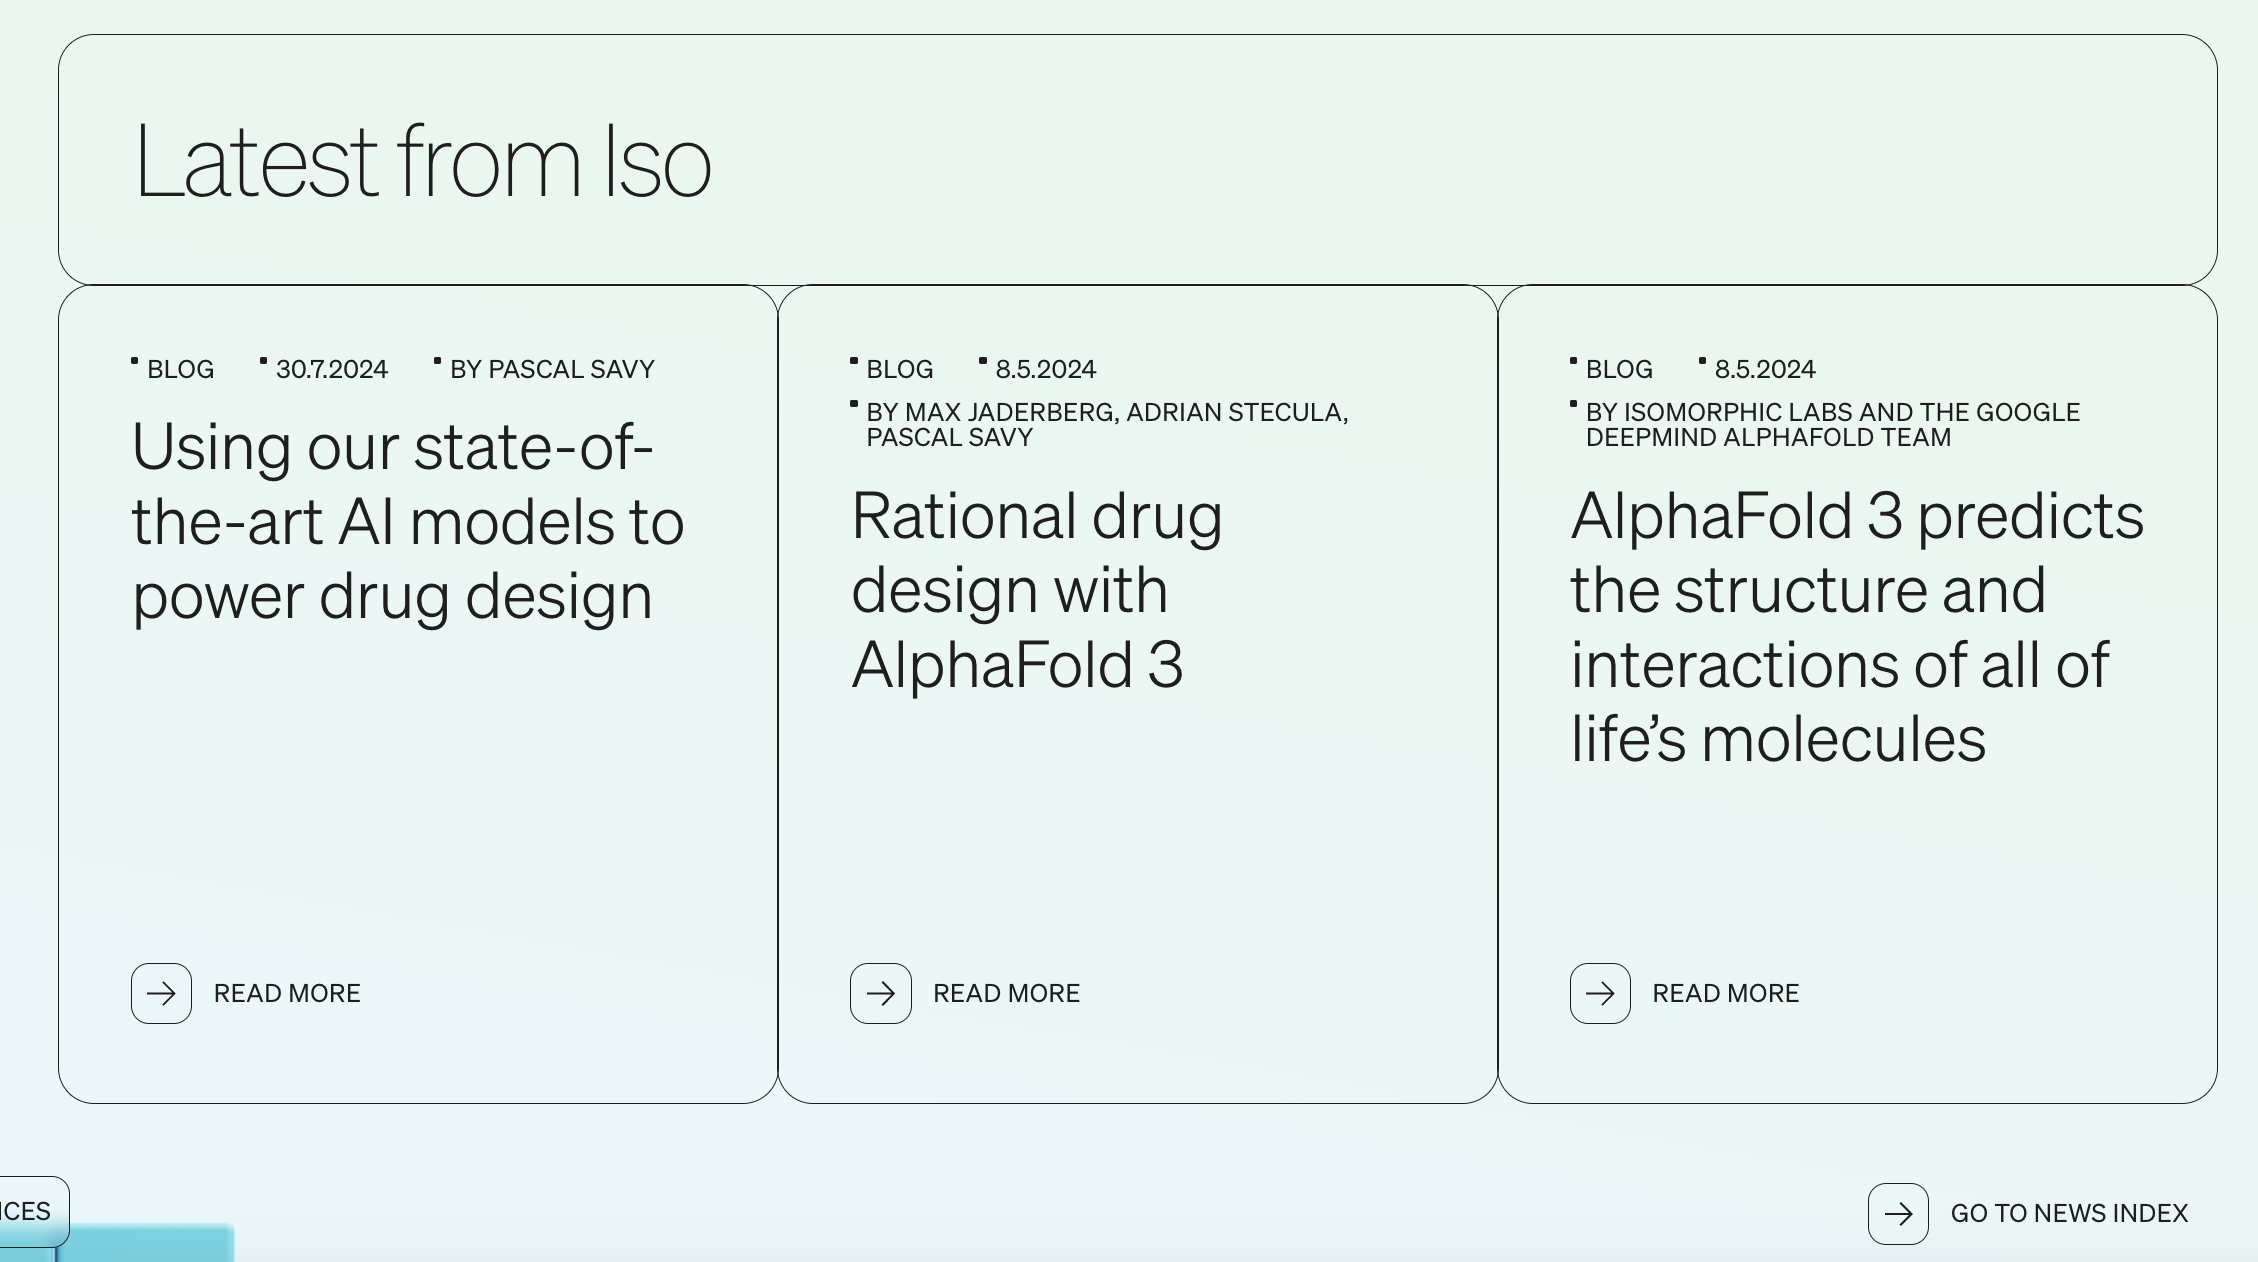 Latest from Iso
BLOG 30.7.2024 BY PASCAL SAVY
Using our state-of-
the-art AI models to
power drug design
READ MORE
BLOG 8.5.2024
BY MAX JADERBERG, ADRIAN STECULA,
PASCAL SAVY
Rational drug
design with
AlphaFold 3
READ MORE
BLOG 8.5.2024
BY ISOMORPHIC LABS AND THE GOOGLE
DEEPMIND ALPHAFOLD TEAM
AlphaFold 3 predicts
the structure and
interactions of all of
life’s molecules
READ MORE
GO TO NEWS INDEX